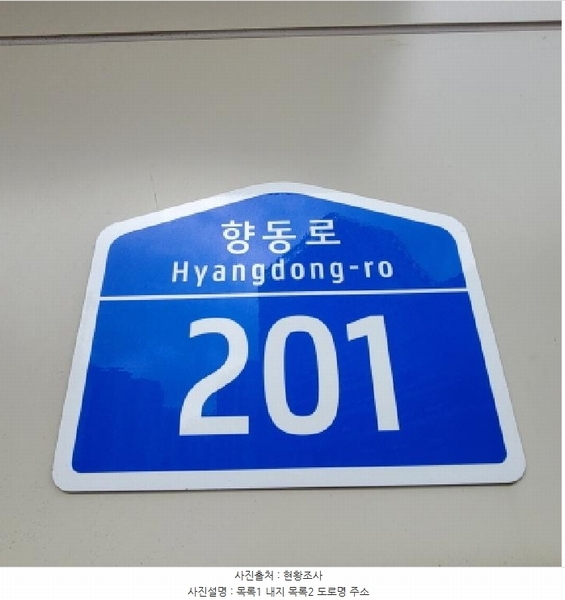 향동로
Hyangdong-ro
201
사진출처 : 현황조사
사진설명 : 목록1 내지 목록2 도로명 주소